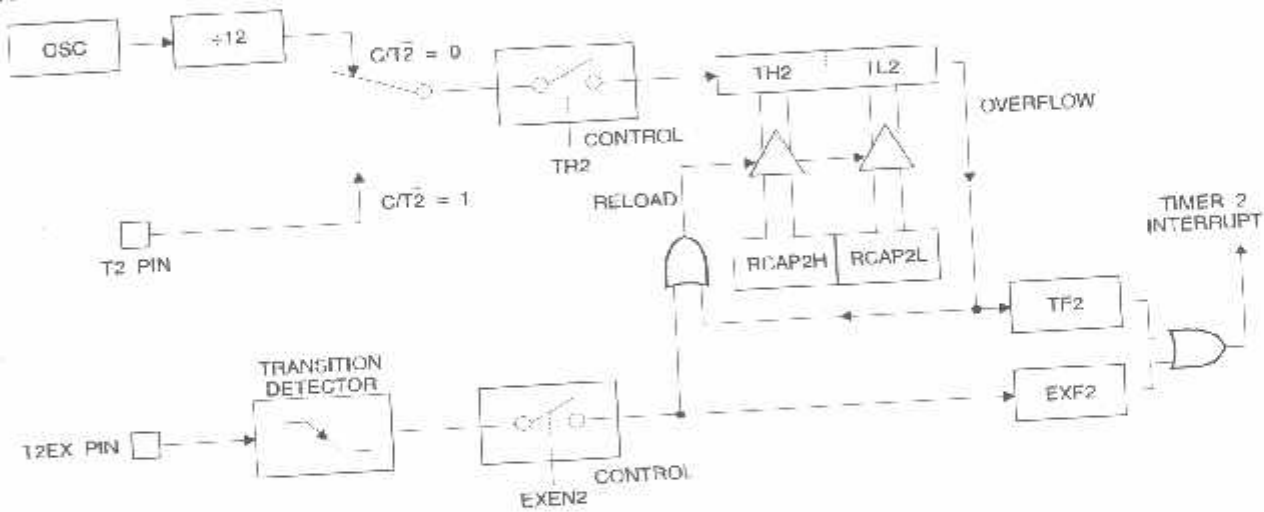 OSC
÷12
C/T2 = 0
TH2
TL2
OVERFLOW
CONTROL
TR2
C/T2 = 1
RELOAD
TIMER 2
INTERRUPT
T2 PIN
RCAP2H
RCAP2L
TF2
TRANSITION
DETECTOR
EXF2
T2EX PIN
CONTROL
EXEN2